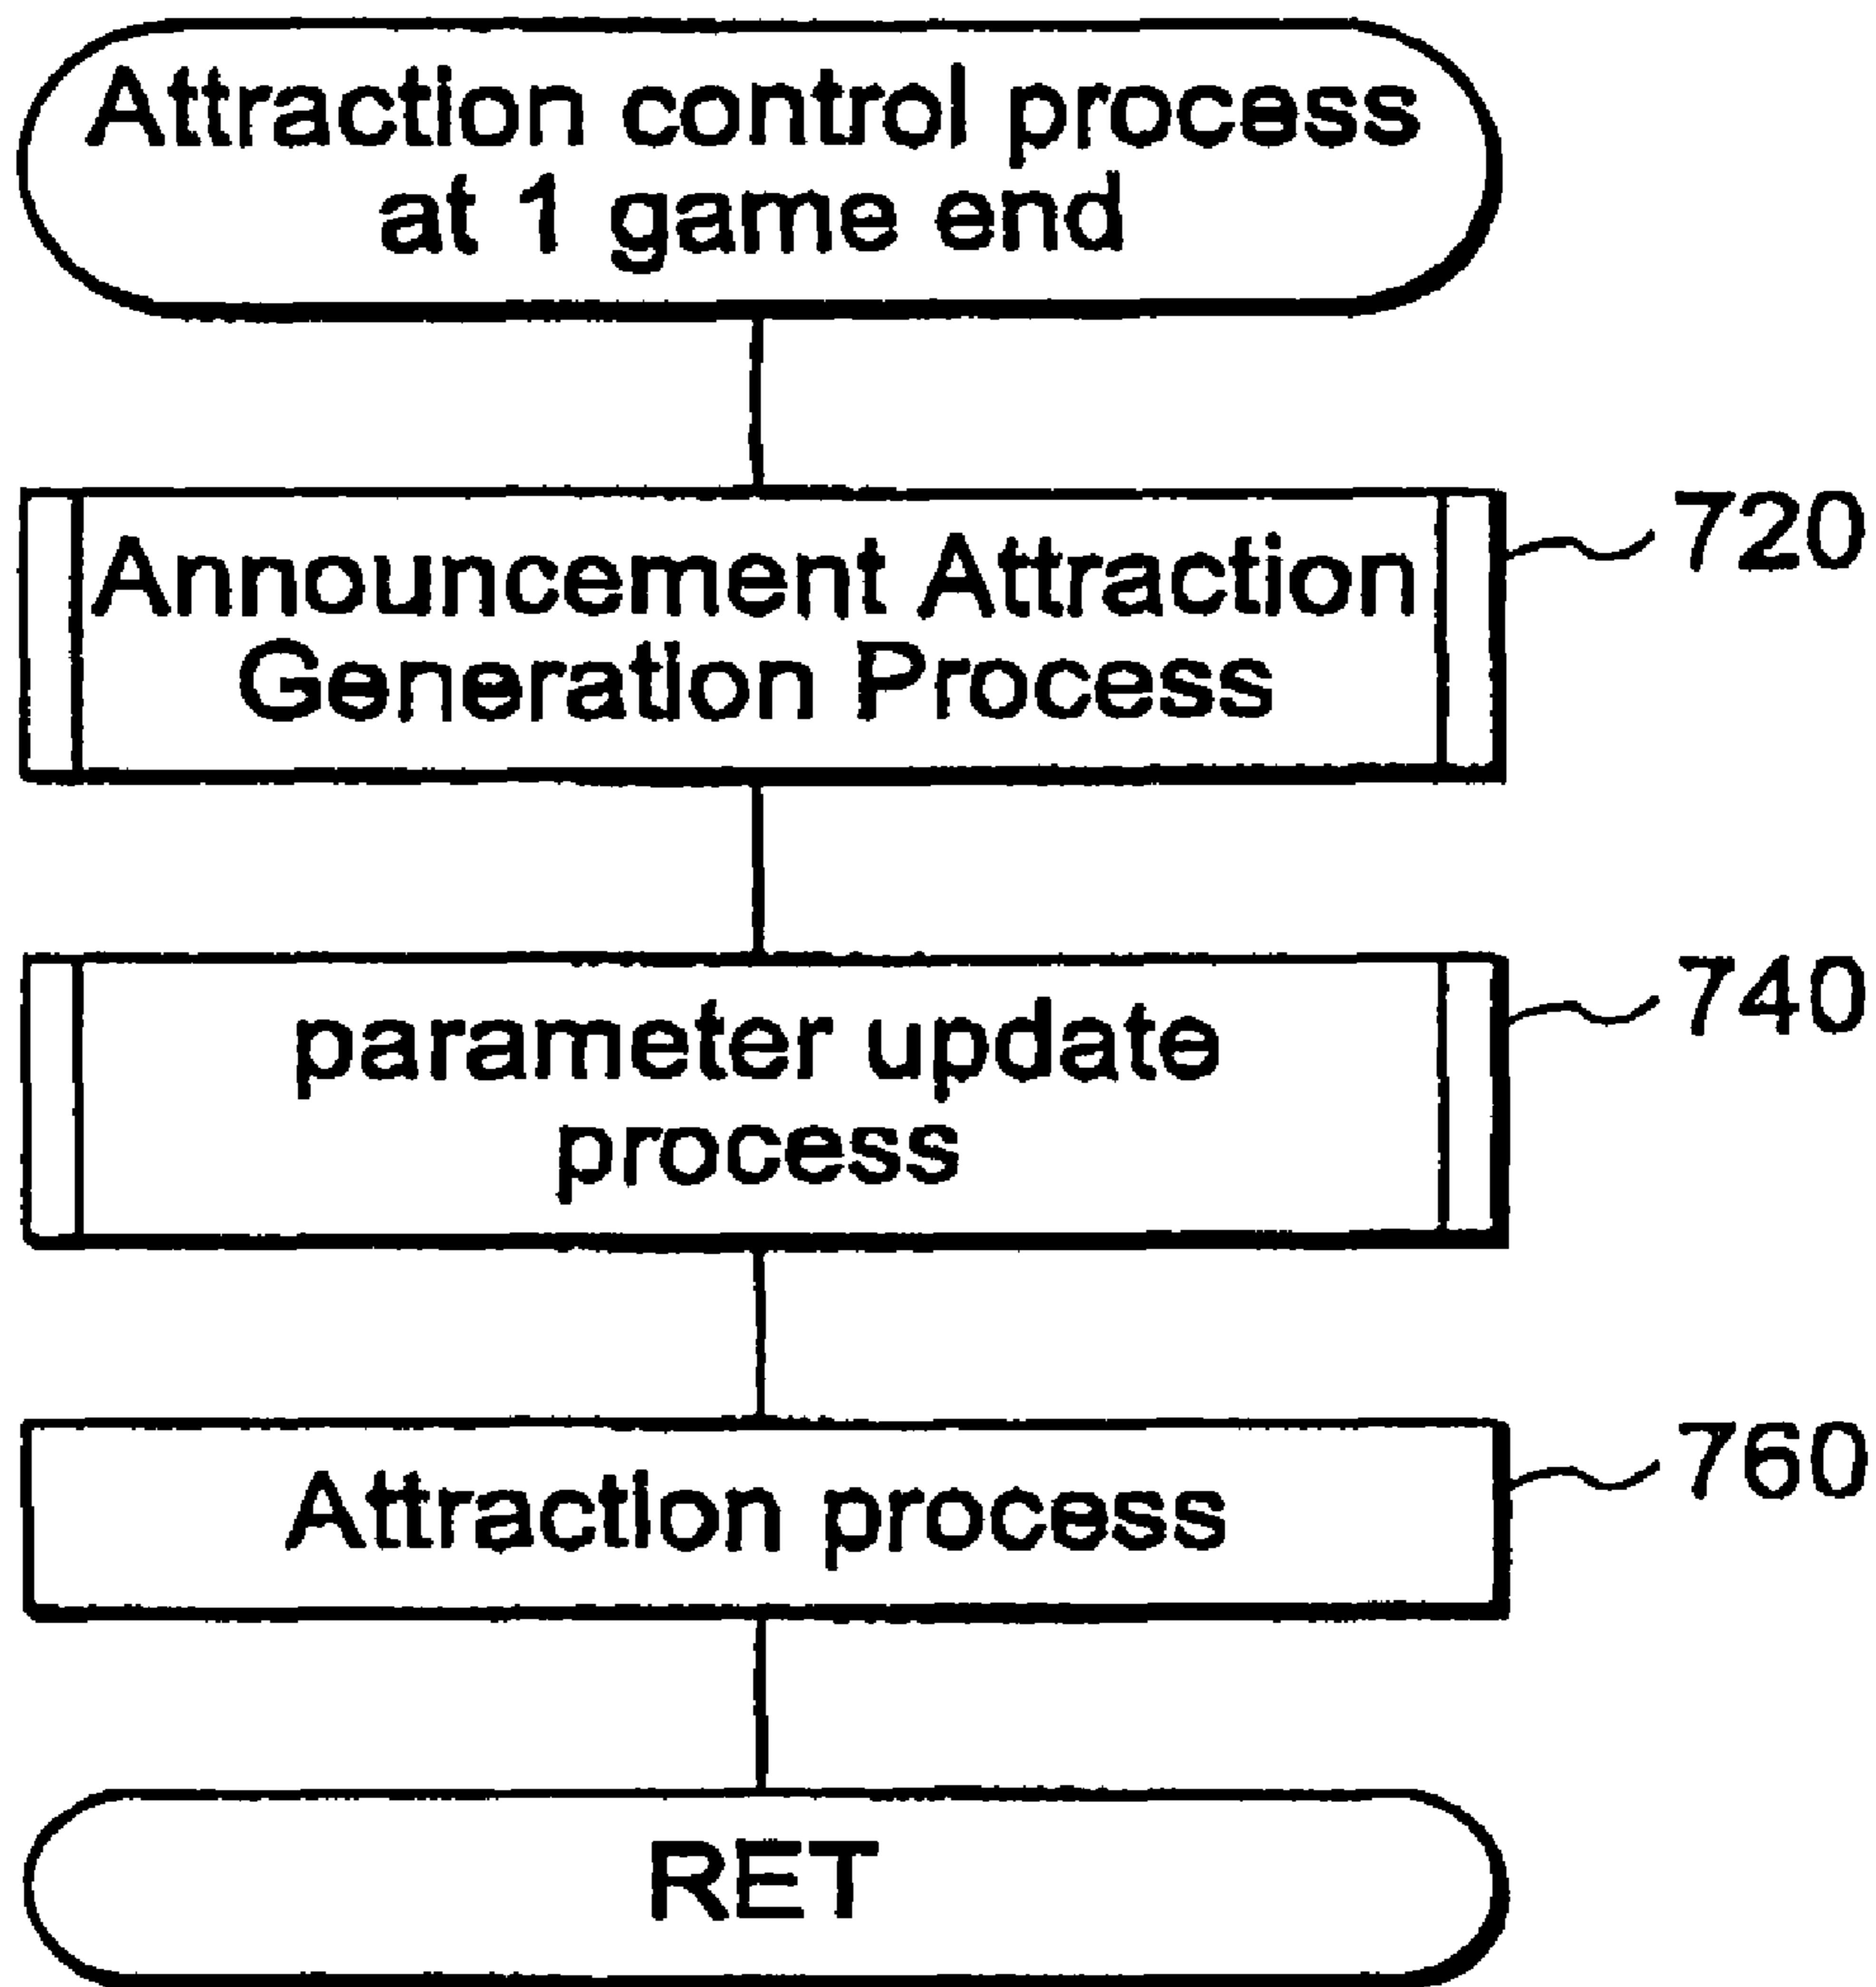 Attraction control process
at 1 game end
Announcement Attraction
Generation Process
720
parameter update
process
740
Attraction process
760
RET